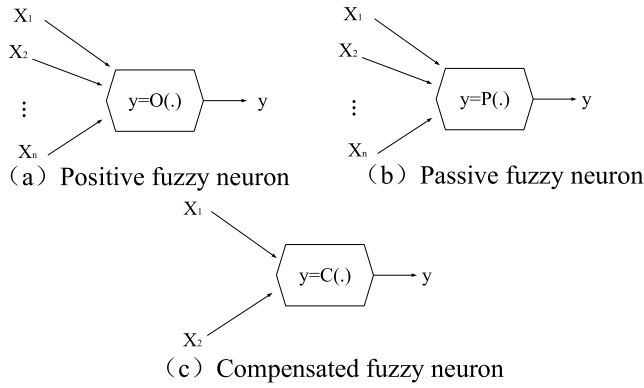 X₁
X₂
⋮
Xₙ
y=O(.)
y
（a）Positive fuzzy neuron
X₁
X₂
⋮
Xₙ
y=P(.)
y
（b）Passive fuzzy neuron
X₁
X₂
y=C(.)
y
（c）Compensated fuzzy neuron